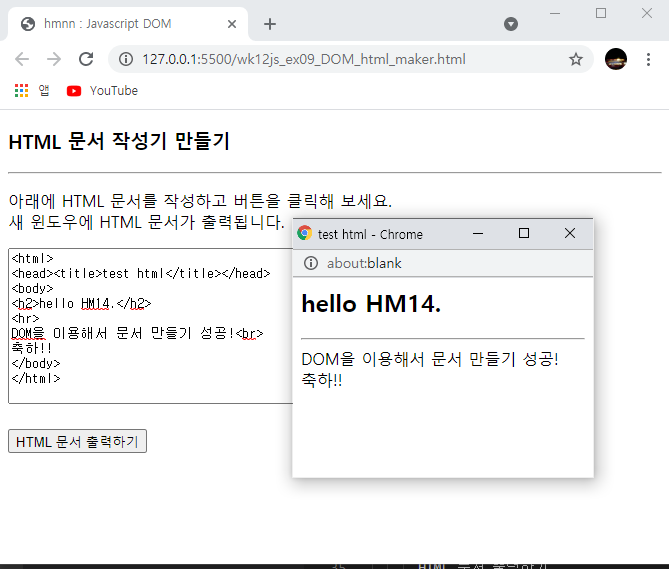 hmnn : Javascript DOM
127.0.0.1:5500/wk12js_ex09_DOM_html_maker.html
앱 YouTube
HTML 문서 작성기 만들기
아래에 HTML 문서를 작성하고 버튼을 클릭해 보세요.
새 윈도우에 HTML 문서가 출력됩니다.
<html>
<head><title>test html</title></head>
<body>
<h2>hello HM14.</h2>
<hr>
DOM을 이용해서 문서 만들기 성공!<br>
축하!!
</body>
</html>
HTML 문서 출력하기
test html - Chrome
about:blank
hello HM14.
DOM을 이용해서 문서 만들기 성공!
축하!!